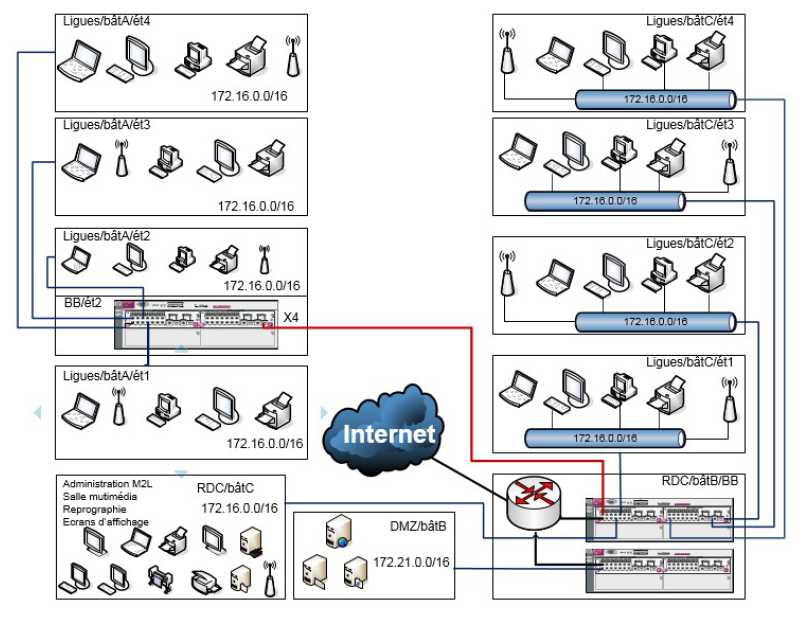 Ligues/bâtA/ét4
172.16.0.0/16
Ligues/bâtA/ét3
172.16.0.0/16
Ligues/bâtA/ét2
172.16.0.0/16
BB/ét2
X4
Ligues/bâtA/ét1
172.16.0.0/16
Administration M2L
Salle mutimédia
Reprographie
Ecrans d'affichage
RDC/bâtC
172.16.0.0/16
Internet
DMZ/bâtB
172.21.0.0/16
Ligues/bâtC/ét4
172.16.0.0/16
Ligues/bâtC/ét3
172.16.0.0/16
Ligues/bâtC/ét2
172.16.0.0/16
Ligues/bâtC/ét1
172.16.0.0/16
RDC/bâtB/BB